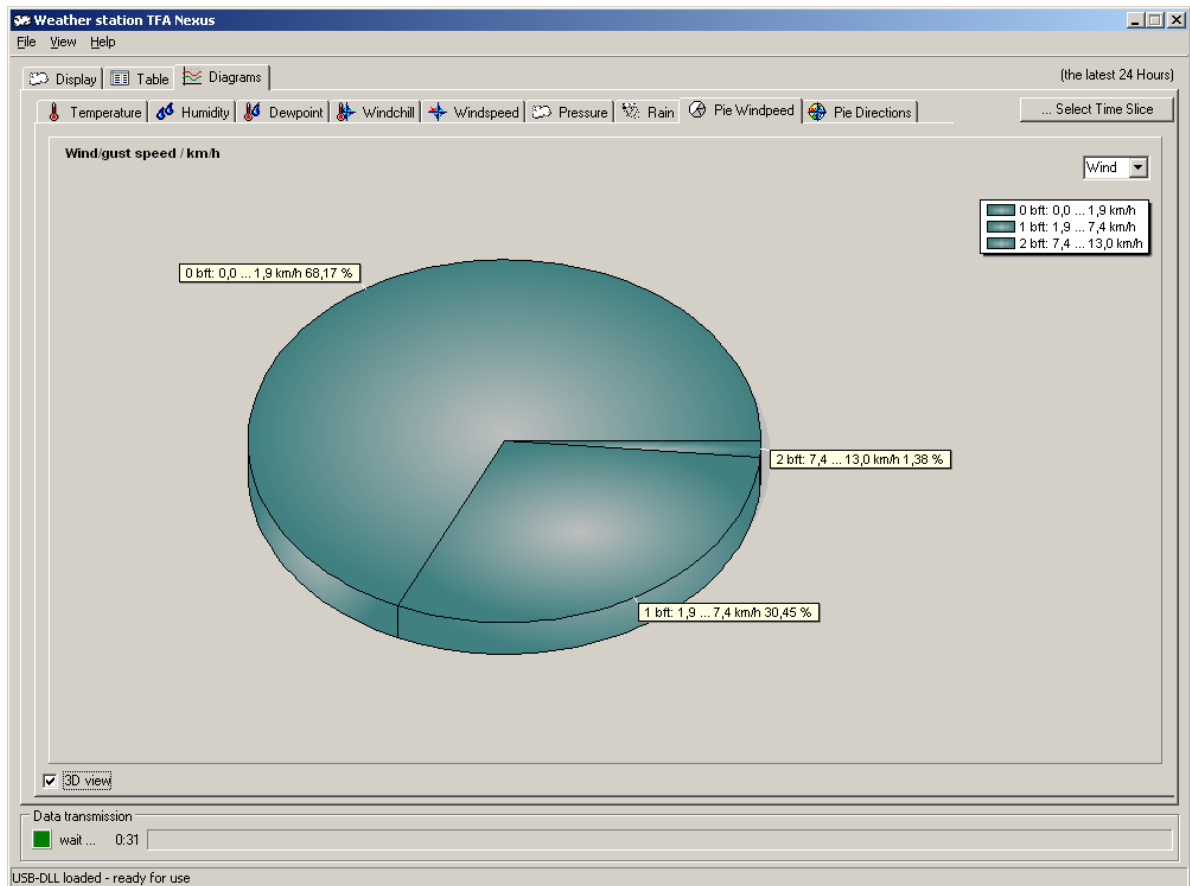 Weather station TFA Nexus
File View Help
Display Table Diagrams (the latest 24 Hours)
Temperature Humidity Dewpoint Windchill Windspeed Pressure Rain Pie Windpeed Pie Directions ... Select Time Slice
Wind/gust speed / km/h
Wind
0 bft: 0,0 ... 1,9 km/h
1 bft: 1,9 ... 7,4 km/h
2 bft: 7,4 ... 13,0 km/h
0 bft: 0,0 ... 1,9 km/h 68,17 %
2 bft: 7,4 ... 13,0 km/h 1,38 %
1 bft: 1,9 ... 7,4 km/h 30,45 %
3D view
Data transmission
wait ... 0:31
USB-DLL loaded - ready for use